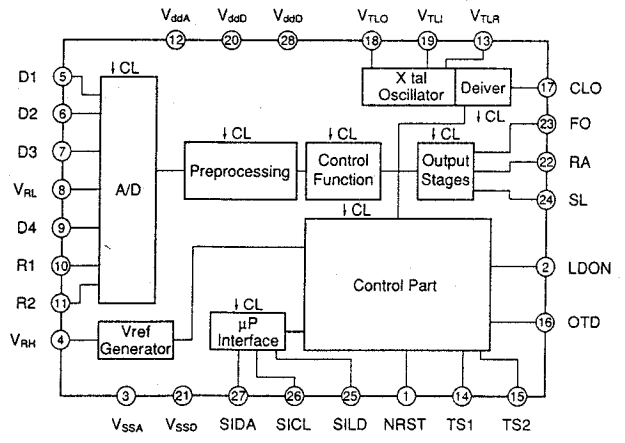 VddA VddD VddD VTLO VTLI VTLR
12 20 28 18 19 13
D1 5 ↓CL
X tal Oscillator Deiver 17 CLO
D2 6
↓CL
23 FO
↓CL ↓CL ↓CL
D3 7
Preprocessing
Control Function
Output Stages
22 RA
VRL 8
A/D
24 SL
D4 9
↓CL
R1 10
Control Part
2 LDON
R2 11
↓CL
VRH 4
Vref Generator
µP Interface
16 OTD
3 21 27 26 25 1 14 15
VSSA VSSD SIDA SICL SILD NRST TS1 TS2